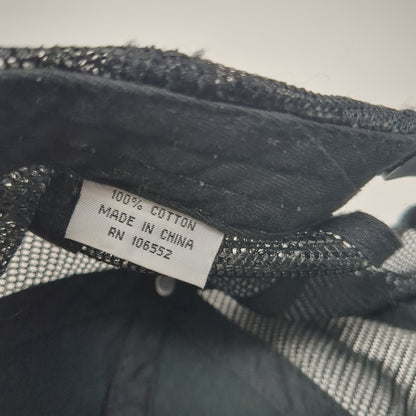 100% COTTON
MADE IN CHINA
RN 106552